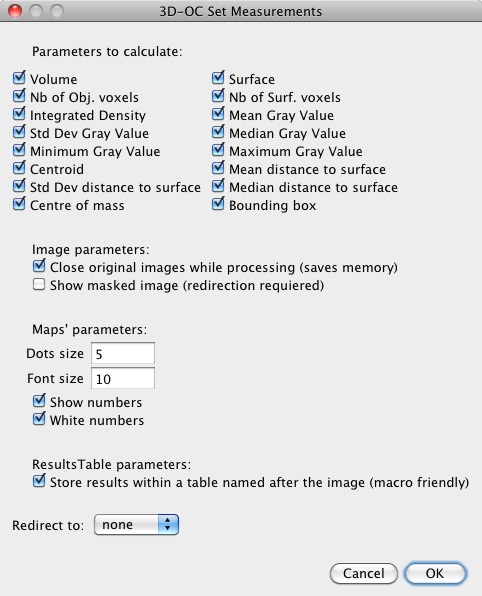 3D-OC Set Measurements
Parameters to calculate:
Volume Surface
Nb of Obj. voxels Nb of Surf. voxels
Integrated Density Mean Gray Value
Std Dev Gray Value Median Gray Value
Minimum Gray Value Maximum Gray Value
Centroid Mean distance to surface
Std Dev distance to surface Median distance to surface
Centre of mass Bounding box
Image parameters:
Close original images while processing (saves memory)
Show masked image (redirection requiered)
Maps' parameters:
Dots size 5
Font size 10
Show numbers
White numbers
ResultsTable parameters:
Store results within a table named after the image (macro friendly)
Redirect to: none
Cancel OK